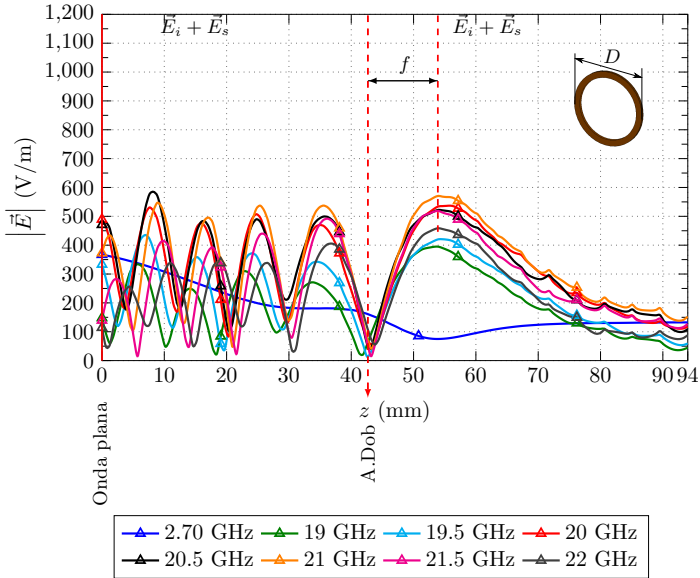 1,200
1,100
1,000
900
800
700
600
500
400
300
200
100
0
|E⃗| (V/m)
E⃗i + E⃗s
E⃗i + E⃗s
f
D
0
10
20
30
40
50
60
70
80
90 94
z (mm)
Onda plana
A.Dob
2.70 GHz
19 GHz
19.5 GHz
20 GHz
20.5 GHz
21 GHz
21.5 GHz
22 GHz